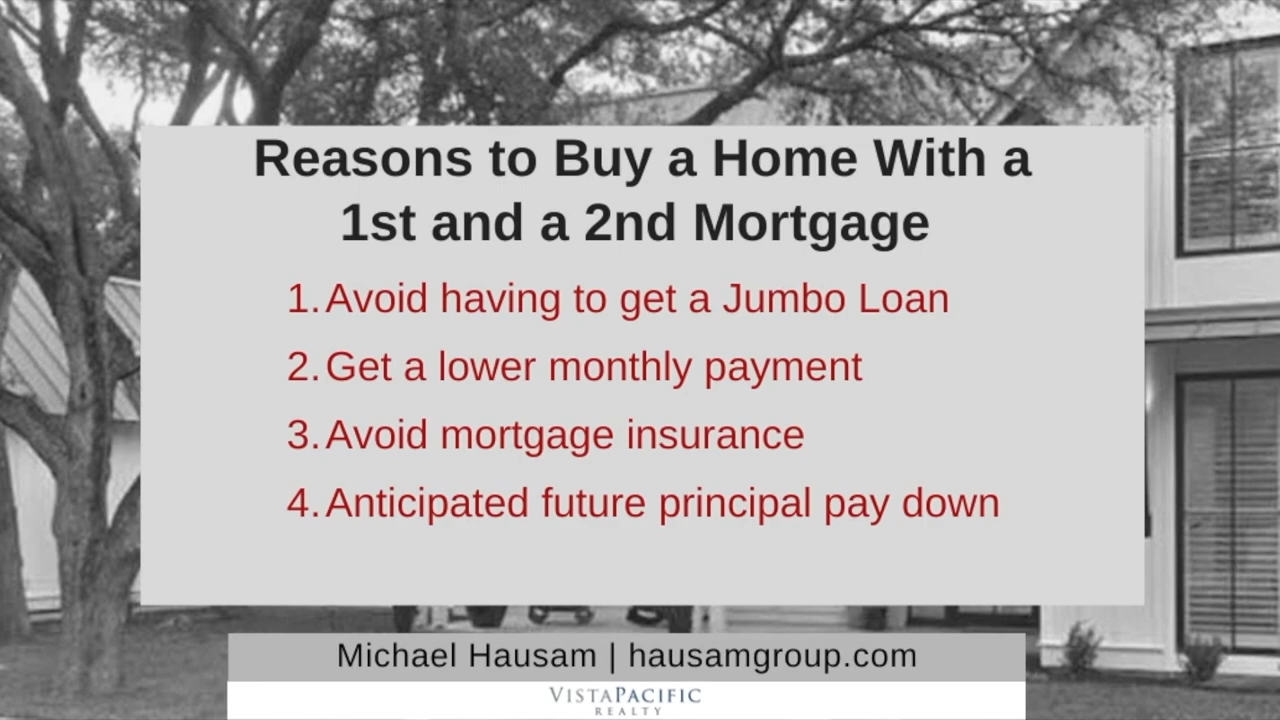 Reasons to Buy a Home With a
1st and a 2nd Mortgage
1. Avoid having to get a Jumbo Loan
2. Get a lower monthly payment
3. Avoid mortgage insurance
4. Anticipated future principal pay down
Michael Hausam | hausamgroup.com
VISTAPACIFIC
REALTY